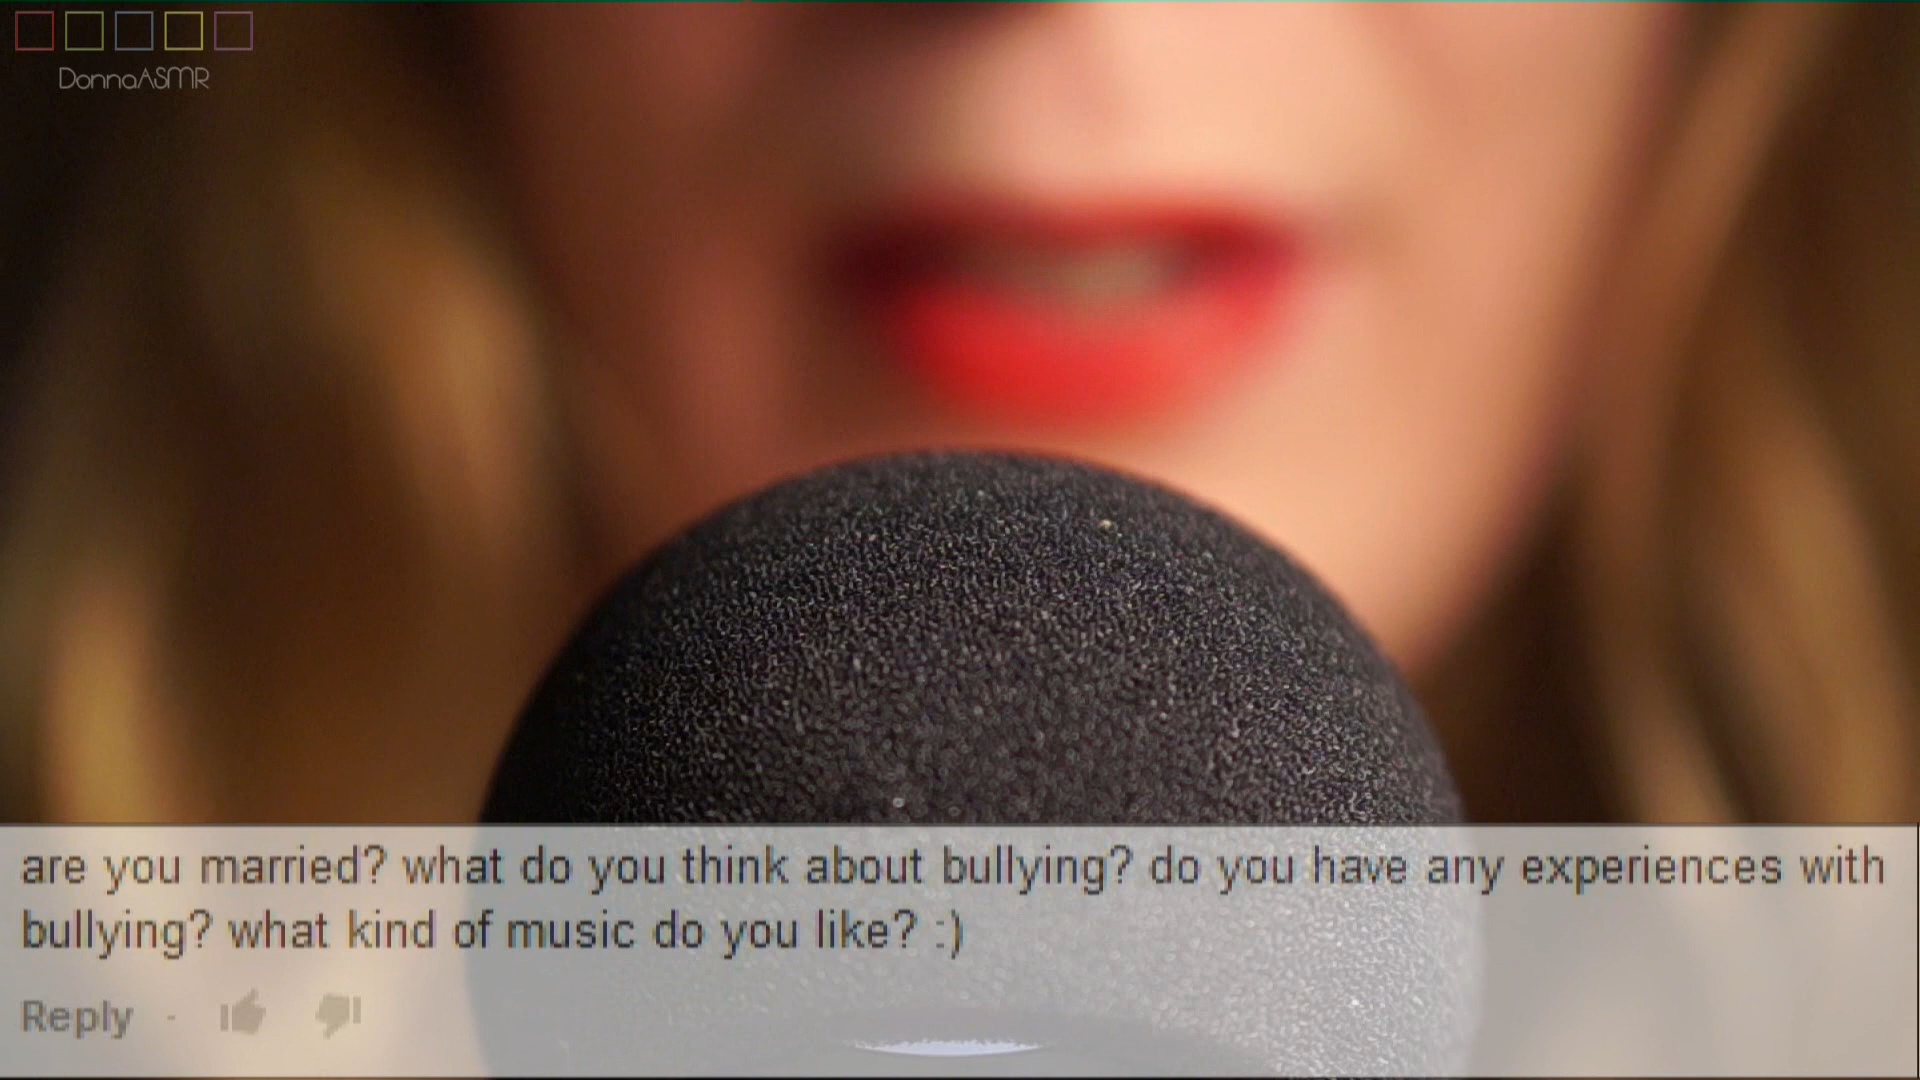 DonnaASMR
are you married? what do you think about bullying? do you have any experiences with
bullying? what kind of music do you like? :)
Reply ·